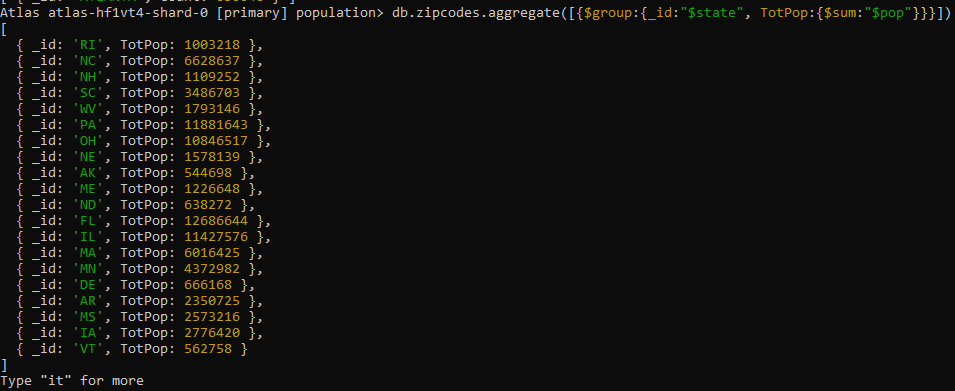 Atlas atlas-hf1vt4-shard-0 [primary] population> db.zipcodes.aggregate([{$group:{_id:"$state", TotPop:{$sum:"$pop"}}}])
[
  { _id: 'RI', TotPop: 1003218 },
  { _id: 'NC', TotPop: 6628637 },
  { _id: 'NH', TotPop: 1109252 },
  { _id: 'SC', TotPop: 3486703 },
  { _id: 'WV', TotPop: 1793146 },
  { _id: 'PA', TotPop: 11881643 },
  { _id: 'OH', TotPop: 10846517 },
  { _id: 'NE', TotPop: 1578139 },
  { _id: 'AK', TotPop: 544698 },
  { _id: 'ME', TotPop: 1226648 },
  { _id: 'ND', TotPop: 638272 },
  { _id: 'FL', TotPop: 12686644 },
  { _id: 'IL', TotPop: 11427576 },
  { _id: 'MA', TotPop: 6016425 },
  { _id: 'MN', TotPop: 4372982 },
  { _id: 'DE', TotPop: 666168 },
  { _id: 'AR', TotPop: 2350725 },
  { _id: 'MS', TotPop: 2573216 },
  { _id: 'IA', TotPop: 2776420 },
  { _id: 'VT', TotPop: 562758 }
]
Type "it" for more